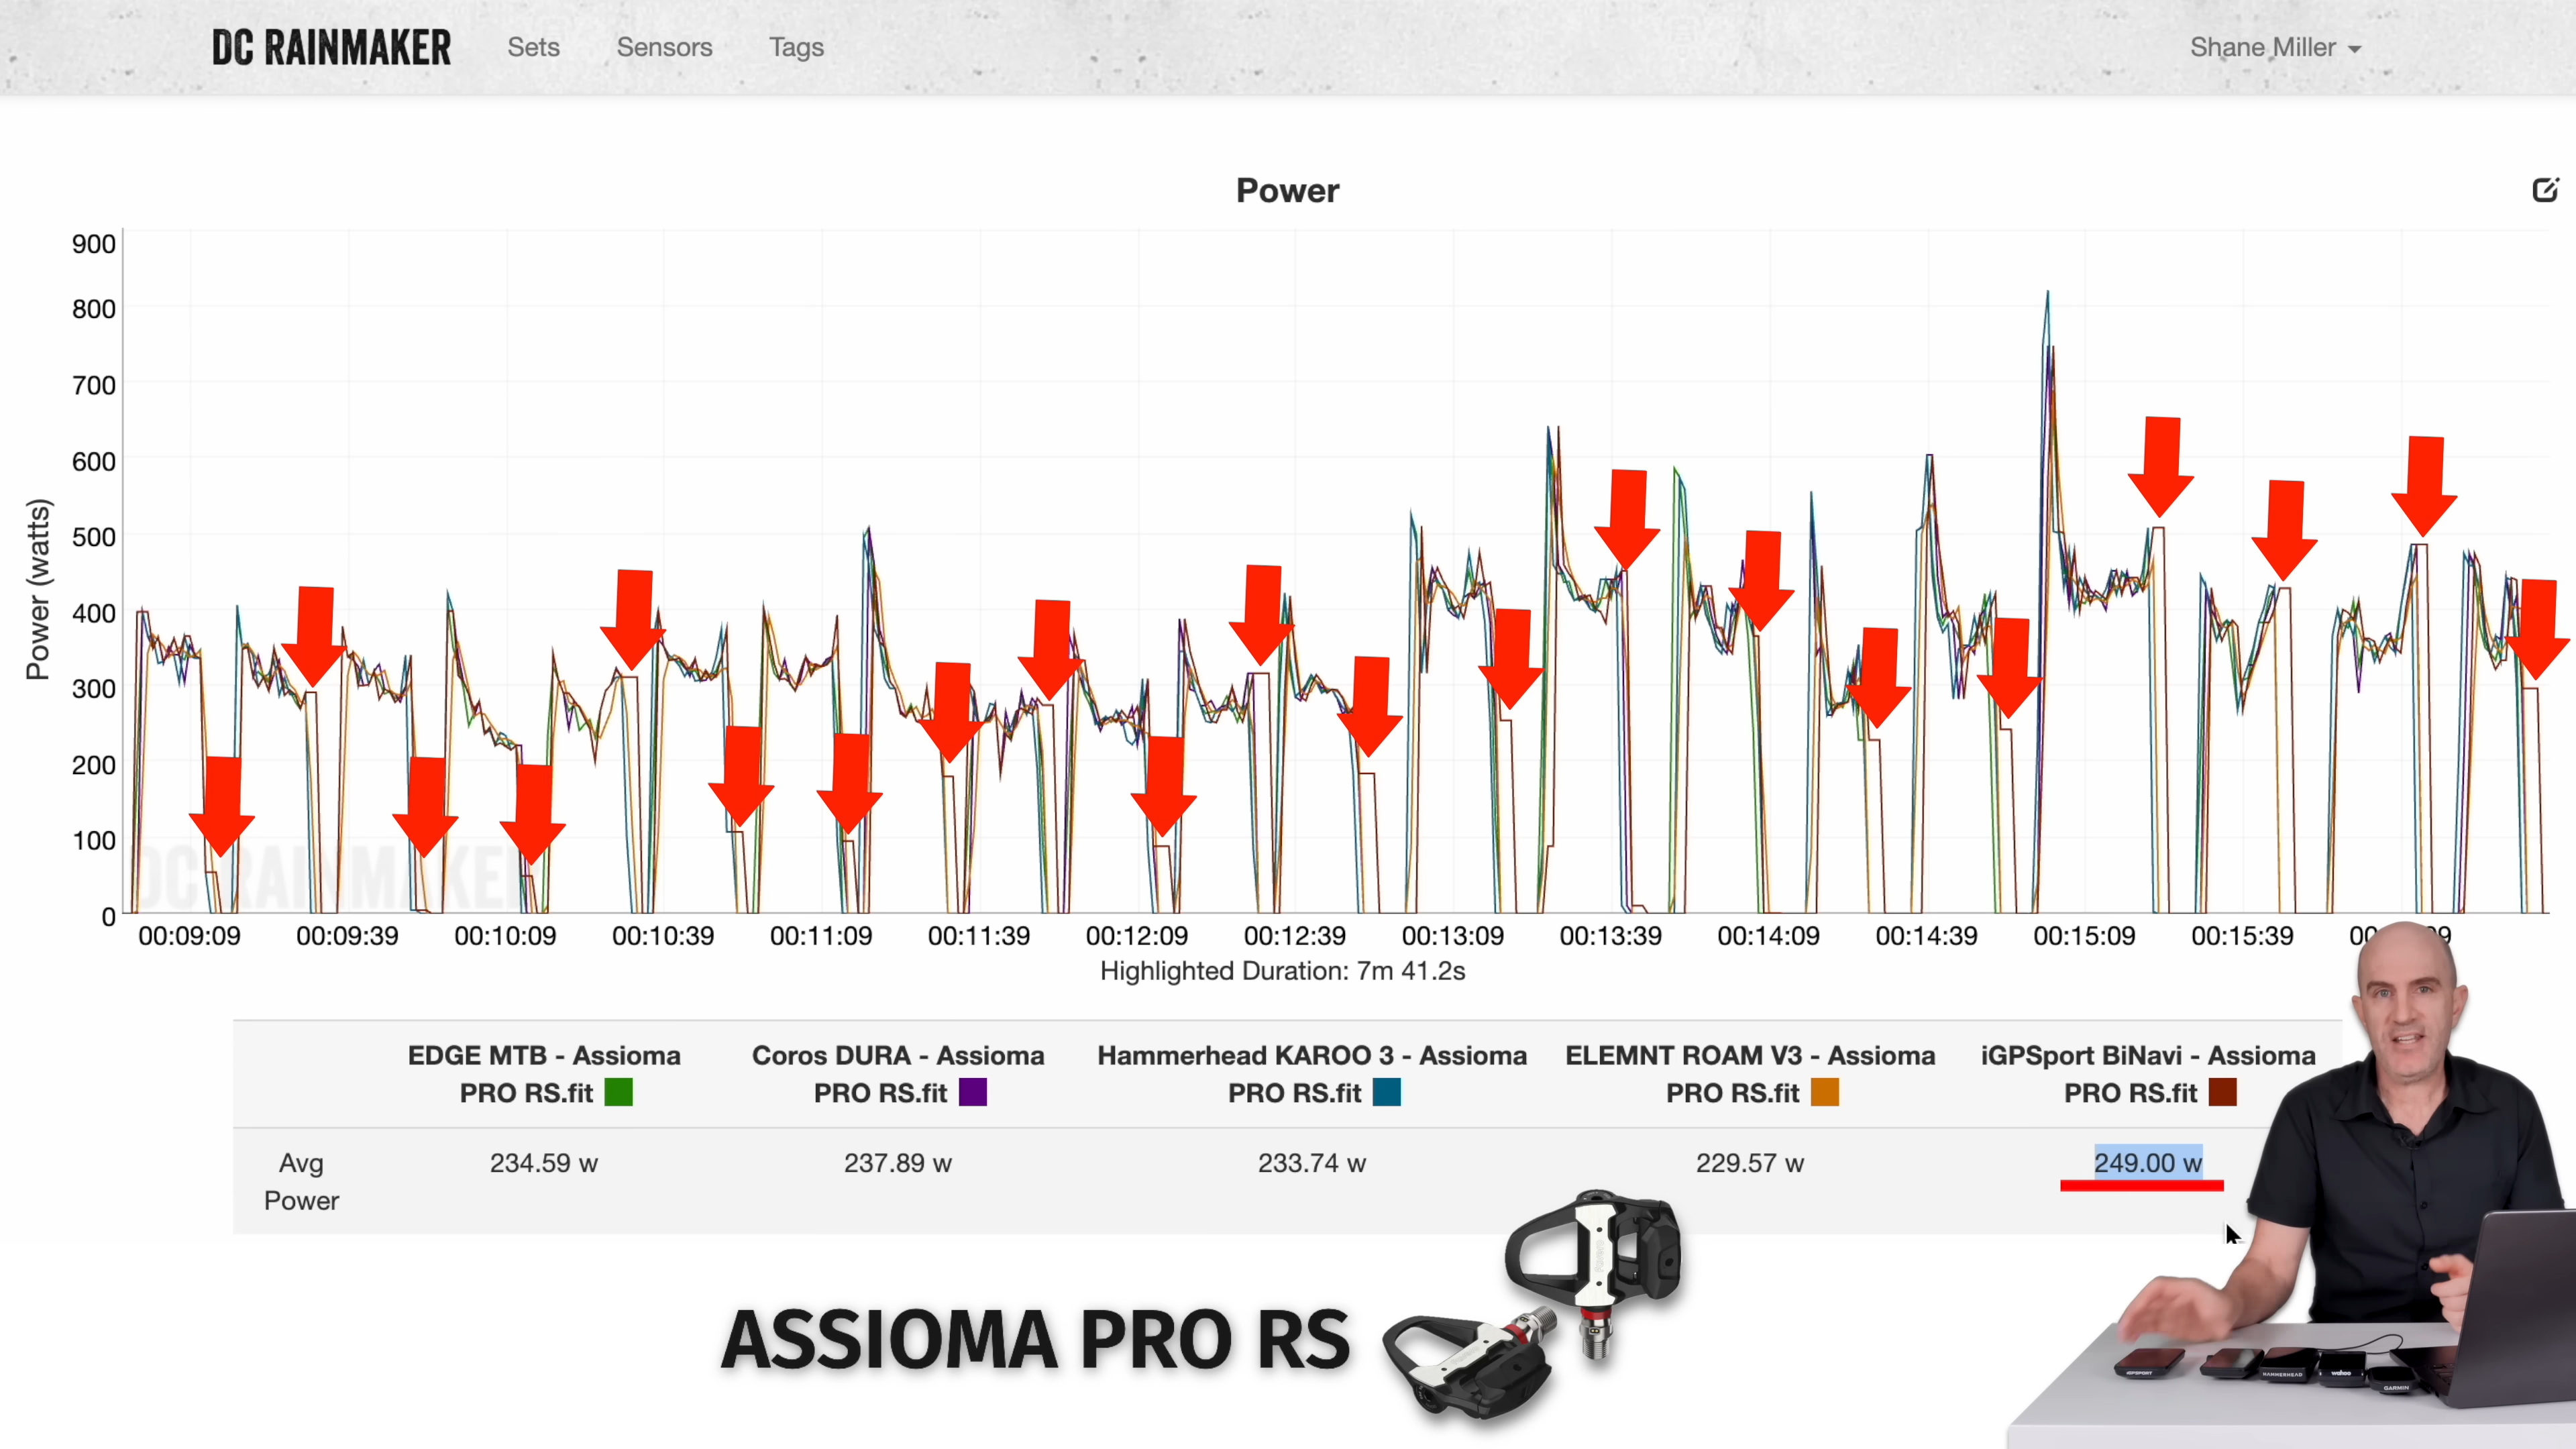 DC RAINMAKER Sets Sensors Tags Shane Miller
Power
Power (watts)
900
800
700
600
500
400
300
200
100
0
DC RAINMAKE
00:09:09 00:09:39 00:10:09 00:10:39 00:11:09 00:11:39 00:12:09 00:12:39 00:13:09 00:13:39 00:14:09 00:14:39 00:15:09 00:15:39
Highlighted Duration: 7m 41.2s
EDGE MTB - Assioma PRO RS.fit
Coros DURA - Assioma PRO RS.fit
Hammerhead KAROO 3 - Assioma PRO RS.fit
ELEMNT ROAM V3 - Assioma PRO RS.fit
iGPSport BiNavi - Assioma PRO RS.fit
Avg Power 234.59 w 237.89 w 233.74 w 229.57 w 249.00 w
ASSIOMA PRO RS
iGPSPORT
HAMMERHEAD
wahoo
GARMIN